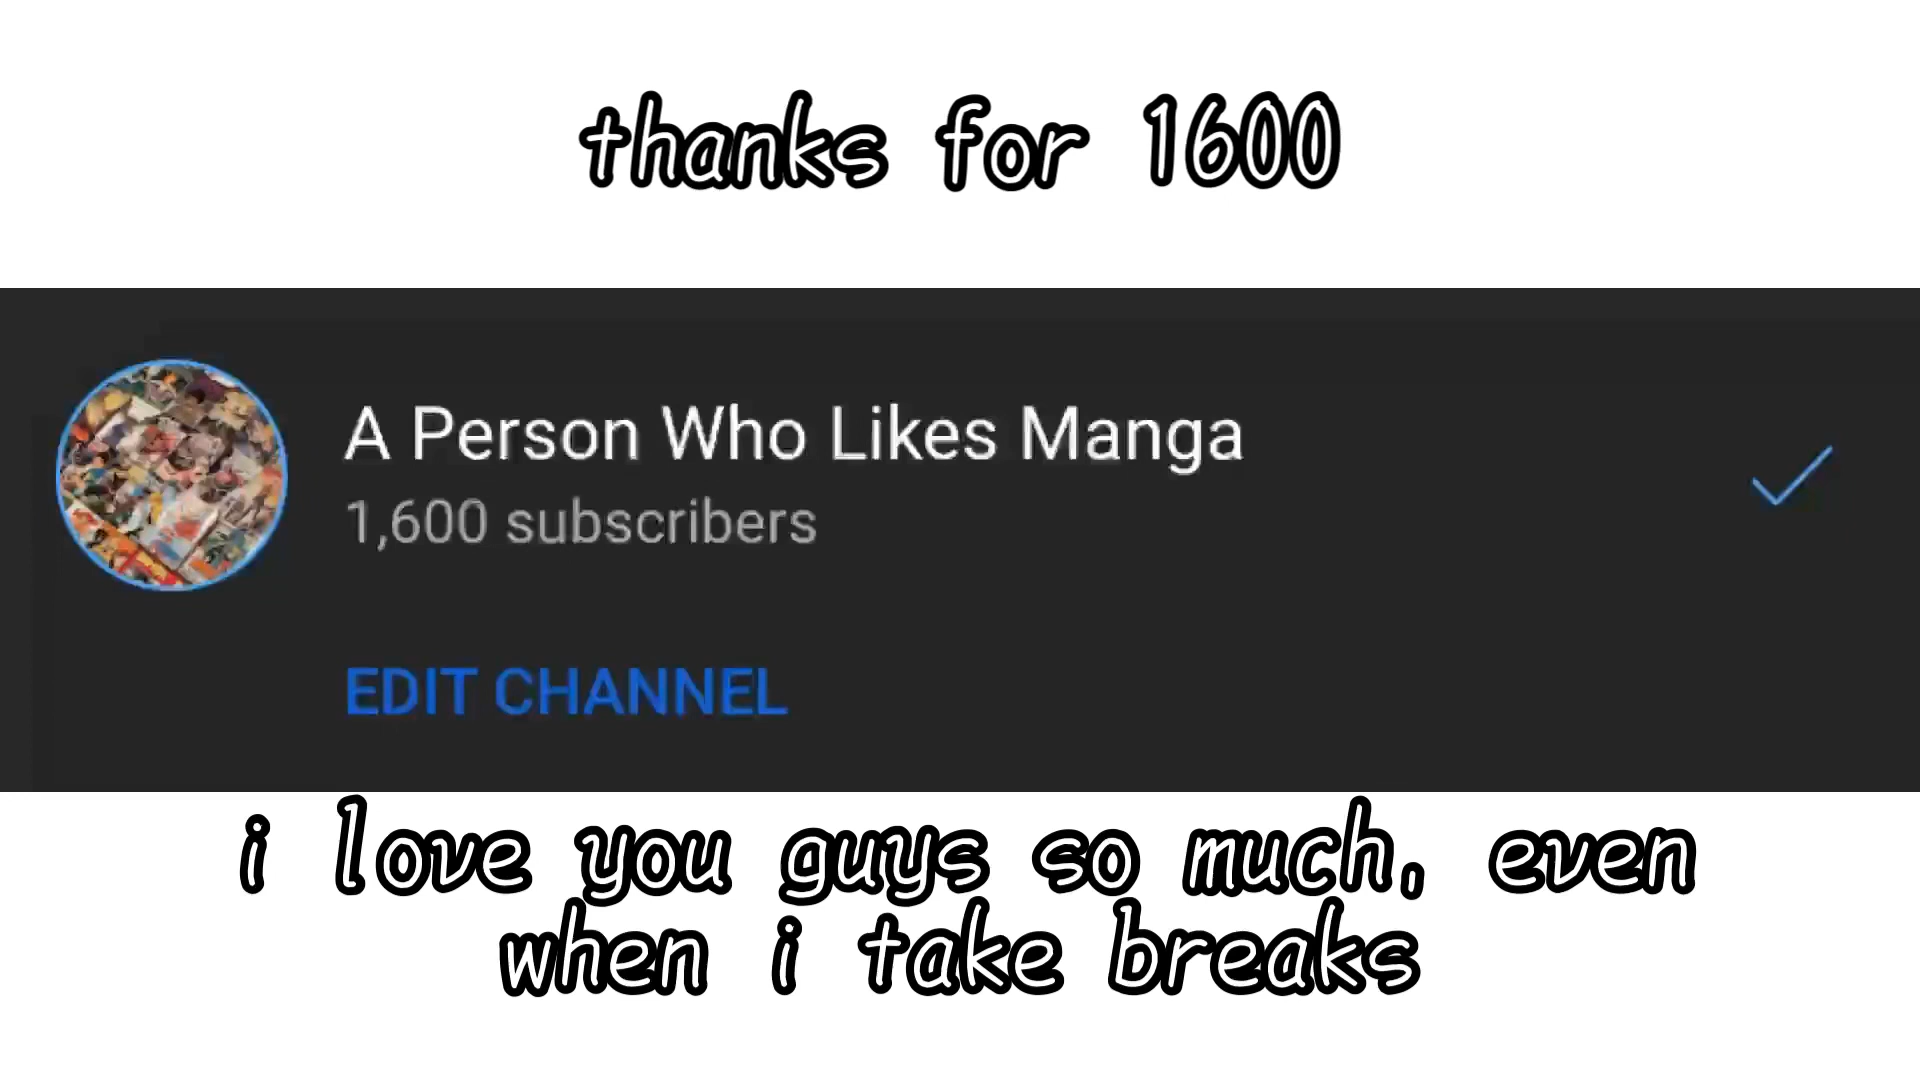 thanks for 1600
A Person Who Likes Manga
1,600 subscribers
EDIT CHANNEL
i love you guys so much, even
when i take breaks